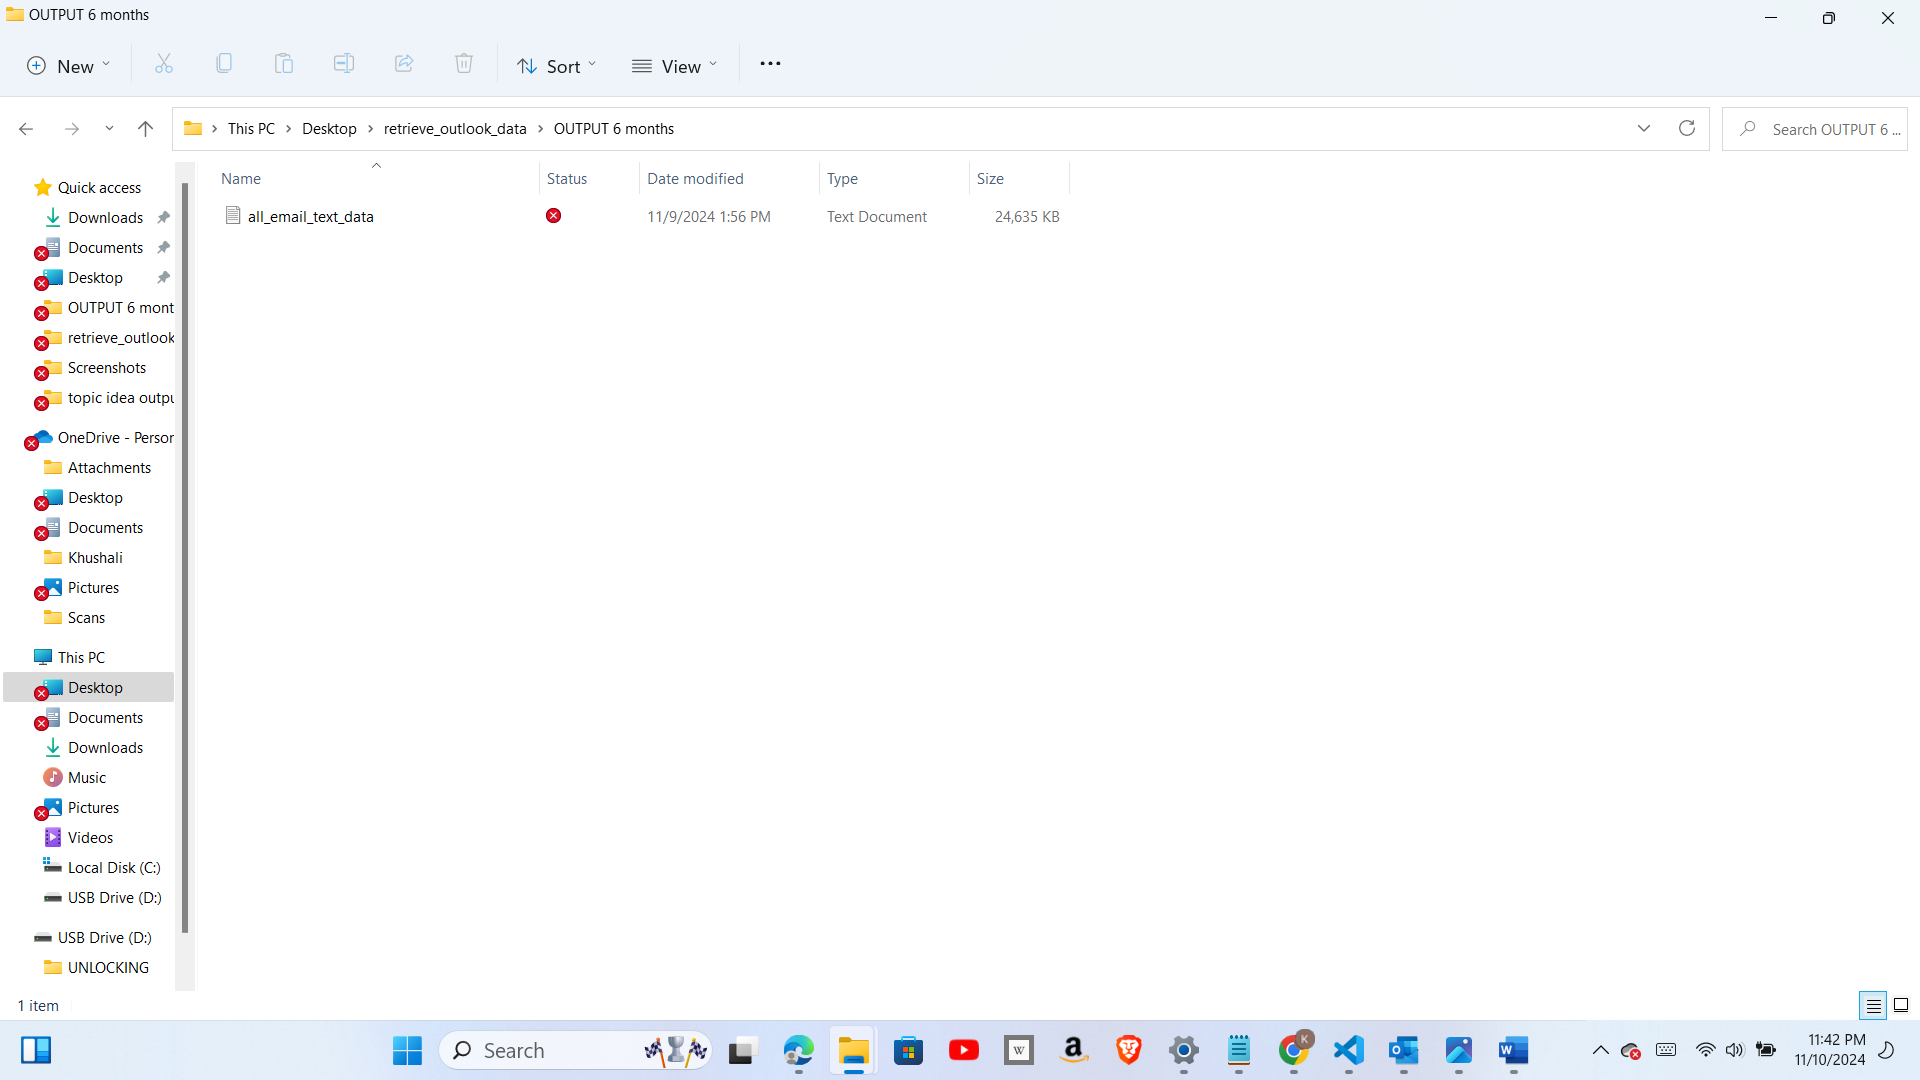 OUTPUT 6 months
New
Sort
View
This PC
Desktop
retrieve_outlook_data
OUTPUT 6 months
Search OUTPUT 6 ...
Name
Status
Date modified
Type
Size
all_email_text_data
11/9/2024 1:56 PM
Text Document
24,635 KB
Quick access
Downloads
Documents
Desktop
OUTPUT 6 mont
retrieve_outlook
Screenshots
topic idea outpu
OneDrive - Person
Attachments
Desktop
Documents
Khushali
Pictures
Scans
This PC
Desktop
Documents
Downloads
Music
Pictures
Videos
Local Disk (C:)
USB Drive (D:)
USB Drive (D:)
UNLOCKING
1 item
Search
W
a
K
W
11:42 PM
11/10/2024